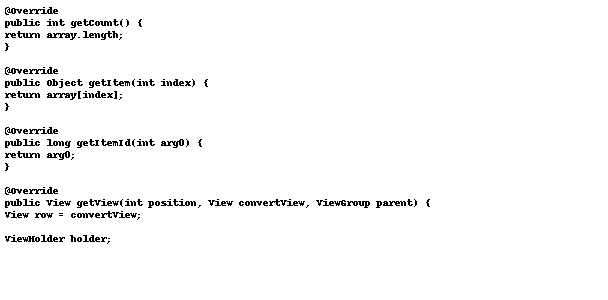 @Override
public int getCount() {
return array.length;
}
@Override
public Object getItem(int index) {
return array[index];
}
@Override
public long getItemId(int arg0) {
return arg0;
}
@Override
public View getView(int position, View convertView, ViewGroup parent) {
View row = convertView;
ViewHolder holder;